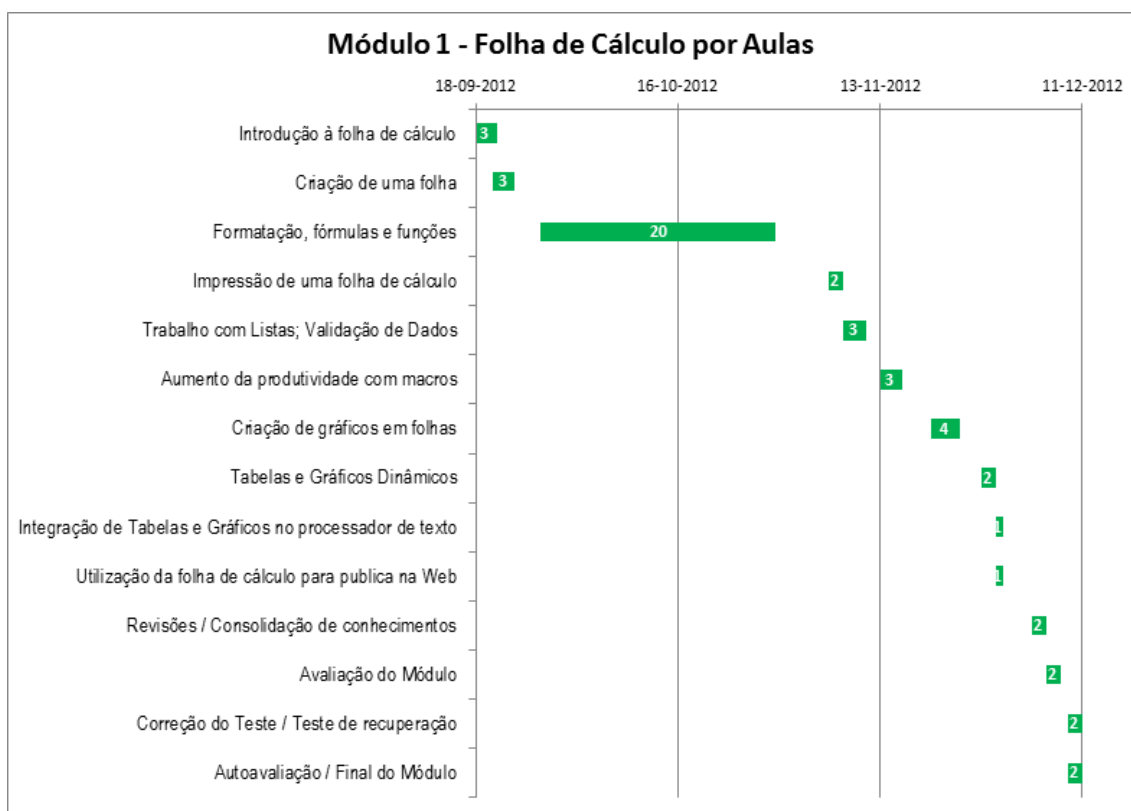 Módulo 1 - Folha de Cálculo por Aulas
18-09-2012 16-10-2012 13-11-2012 11-12-2012
Introdução à folha de cálculo 3
Criação de uma folha 3
Formatação, fórmulas e funções 20
Impressão de uma folha de cálculo 2
Trabalho com Listas; Validação de Dados 3
Aumento da produtividade com macros 3
Criação de gráficos em folhas 4
Tabelas e Gráficos Dinâmicos 2
Integração de Tabelas e Gráficos no processador de texto 1
Utilização da folha de cálculo para publica na Web 1
Revisões / Consolidação de conhecimentos 2
Avaliação do Módulo 2
Correção do Teste / Teste de recuperação 2
Autoavaliação / Final do Módulo 2